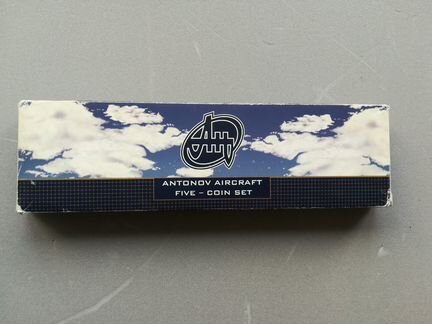 ANTONOV AIRCRAFT
FIVE - COIN SET